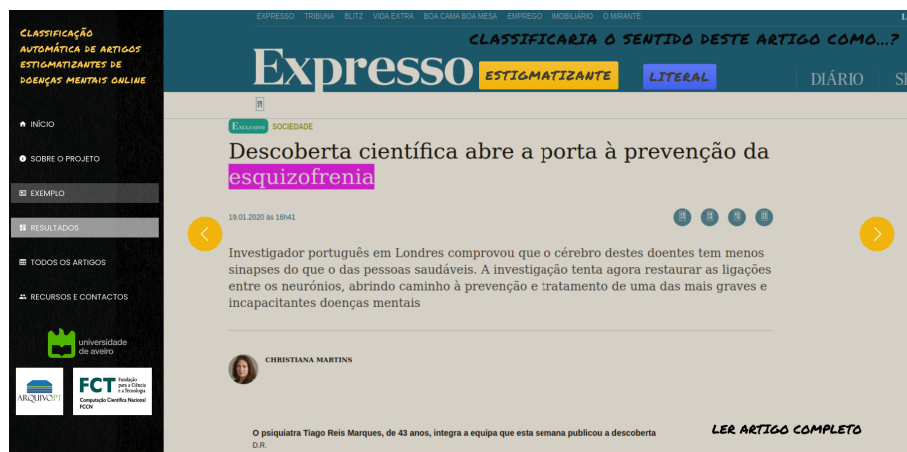 Classificação
automática de artigos
estigmatizantes de
doenças mentais online
INÍCIO
SOBRE O PROJETO
EXEMPLO
RESULTADOS
TODOS OS ARTIGOS
RECURSOS E CONTACTOS
universidade
de aveiro
ARQUIVO.PT
FCT Fundação
para a Ciência
e a Tecnologia
Computação Científica Nacional
FCCN
EXPRESSO TRIBUNA BLITZ VIDA EXTRA BOA CAMA BOA MESA EMPREGO IMOBILIÁRIO O MIRANTE
CLASSIFICARIA O SENTIDO DESTE ARTIGO COMO...?
Expresso
ESTIGMATIZANTE
LITERAL
DIÁRIO
Exclusivo SOCIEDADE
Descoberta científica abre a porta à prevenção da
esquizofrenia
19.01.2020 às 16h41
Investigador português em Londres comprovou que o cérebro destes doentes tem menos
sinapses do que o das pessoas saudáveis. A investigação tenta agora restaurar as ligações
entre os neurónios, abrindo caminho à prevenção e tratamento de uma das mais graves e
incapacitantes doenças mentais
CHRISTIANA MARTINS
O psiquiatra Tiago Reis Marques, de 43 anos, integra a equipa que esta semana publicou a descoberta
D.R.
LER ARTIGO COMPLETO